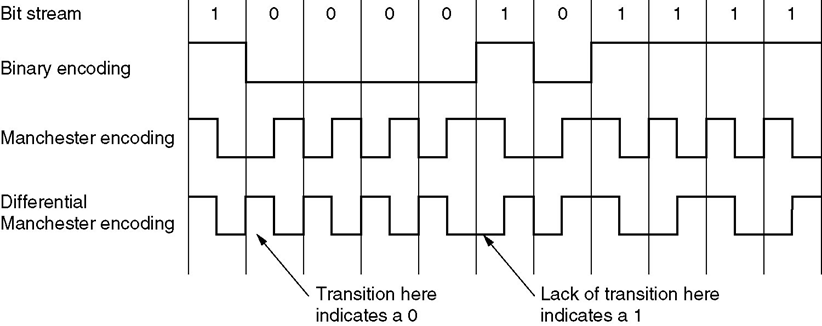 Bit stream 1 0 0 0 0 1 0 1 1 1 1
Binary encoding
Manchester encoding
Differential
Manchester encoding
Transition here
indicates a 0
Lack of transition here
indicates a 1